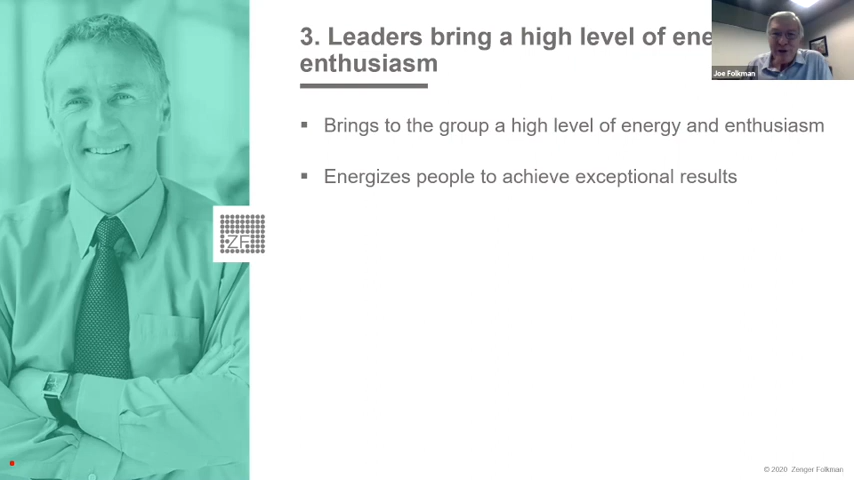 3. Leaders bring a high level of
enthusiasm
Joe Folkman
▪ Brings to the group a high level of energy and enthusiasm
▪ Energizes people to achieve exceptional results
ZF
© 2020 Zenger Folkman